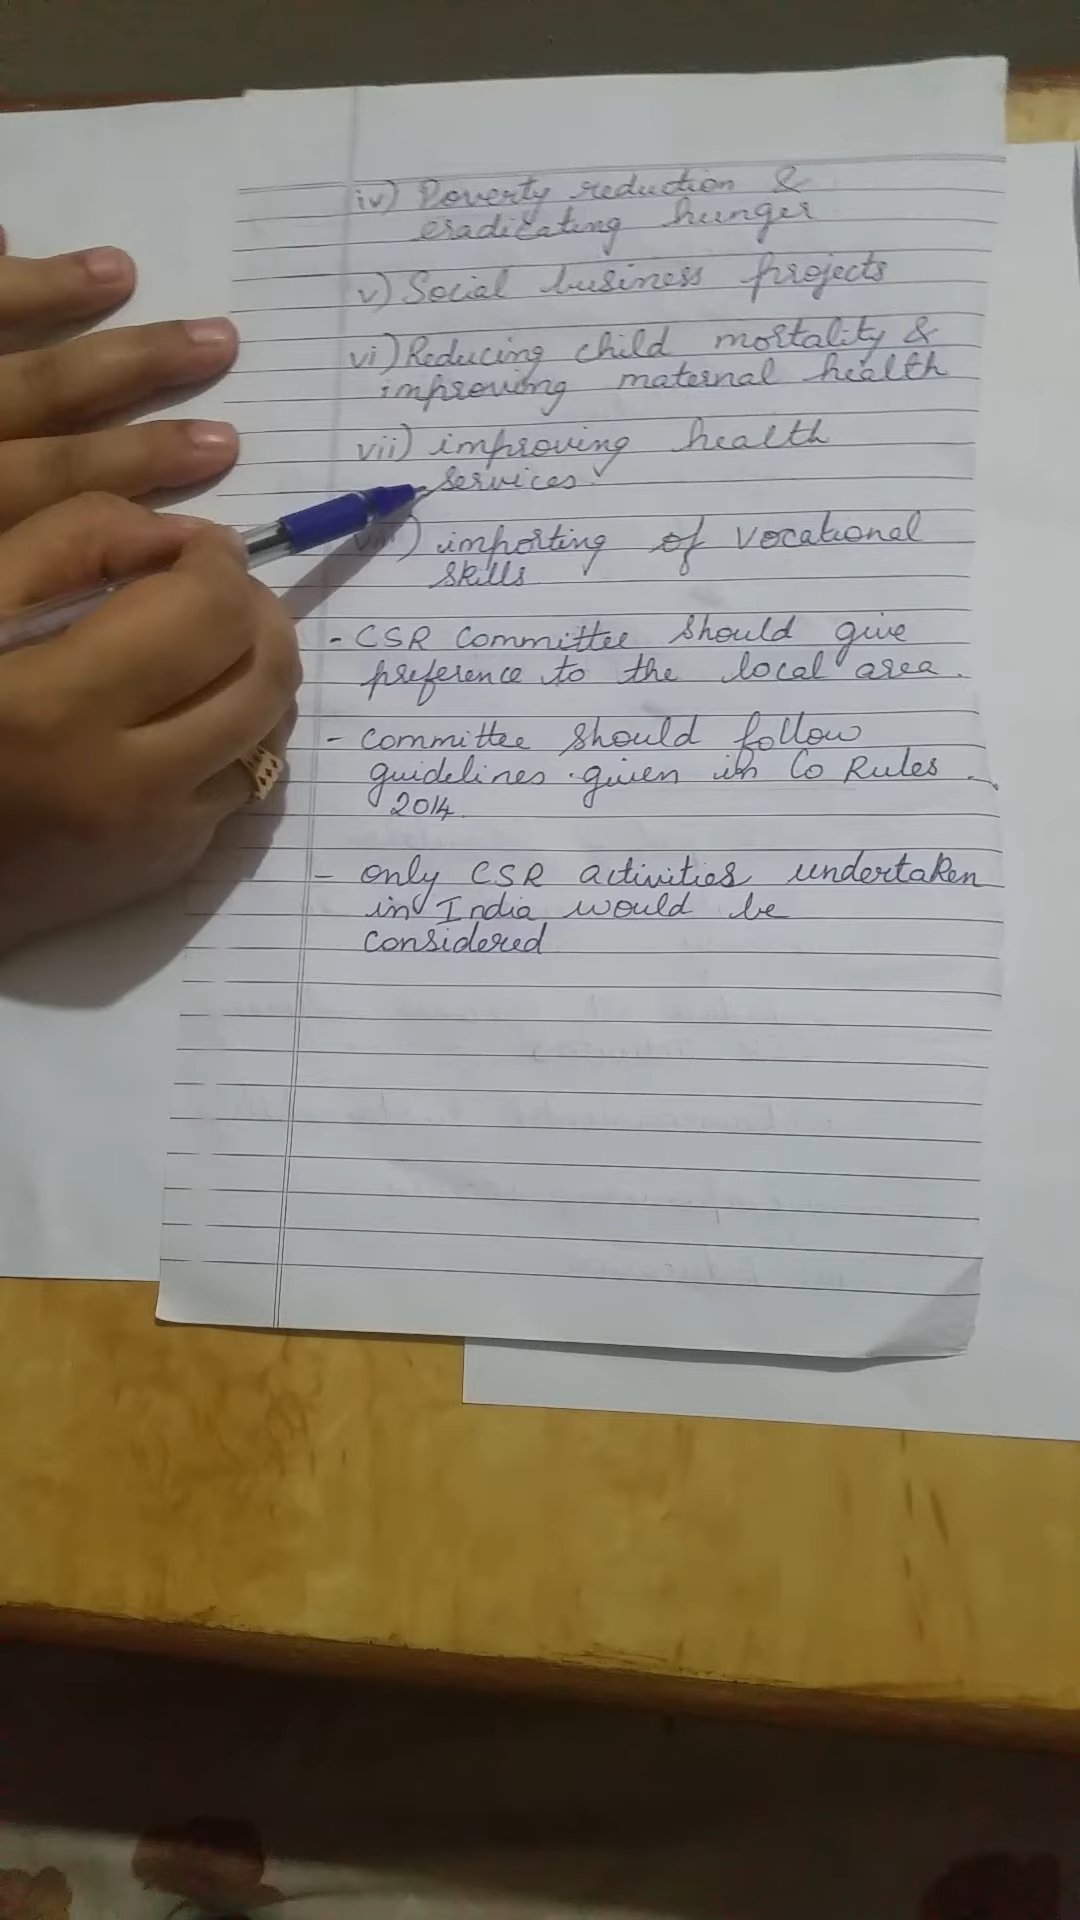 iv) Poverty reduction &
eradicating hunger
v) Social business projects
vi) Reducing child mortality &
improving maternal health
vii) improving health
services
viii) importing of vocational
skills
- CSR Committee should give
preference to the local area.
- Committee should follow
guidelines given in Co Rules
2014.
- only CSR activities undertaken
in India would be
considered